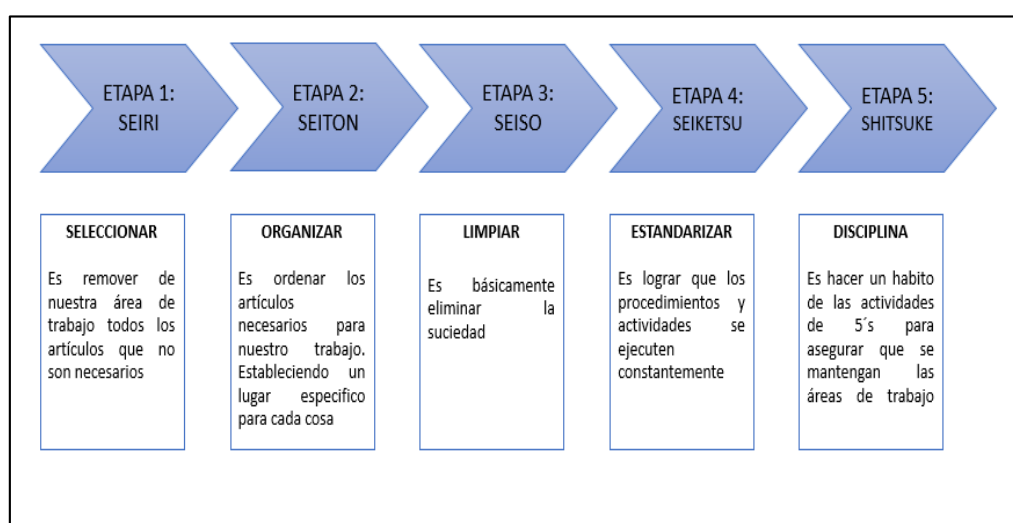 ETAPA 1:
SEIRI
ETAPA 2:
SEITON
ETAPA 3:
SEISO
ETAPA 4:
SEIKETSU
ETAPA 5:
SHITSUKE
SELECCIONAR
Es remover de
nuestra área de
trabajo todos los
artículos que no
son necesarios
ORGANIZAR
Es ordenar los
artículos
necesarios para
nuestro trabajo.
Estableciendo un
lugar especifico
para cada cosa
LIMPIAR
Es básicamente
eliminar la
suciedad
ESTANDARIZAR
Es lograr que los
procedimientos y
actividades se
ejecuten
constantemente
DISCIPLINA
Es hacer un habito
de las actividades
de 5´s para
asegurar que se
mantengan las
áreas de trabajo